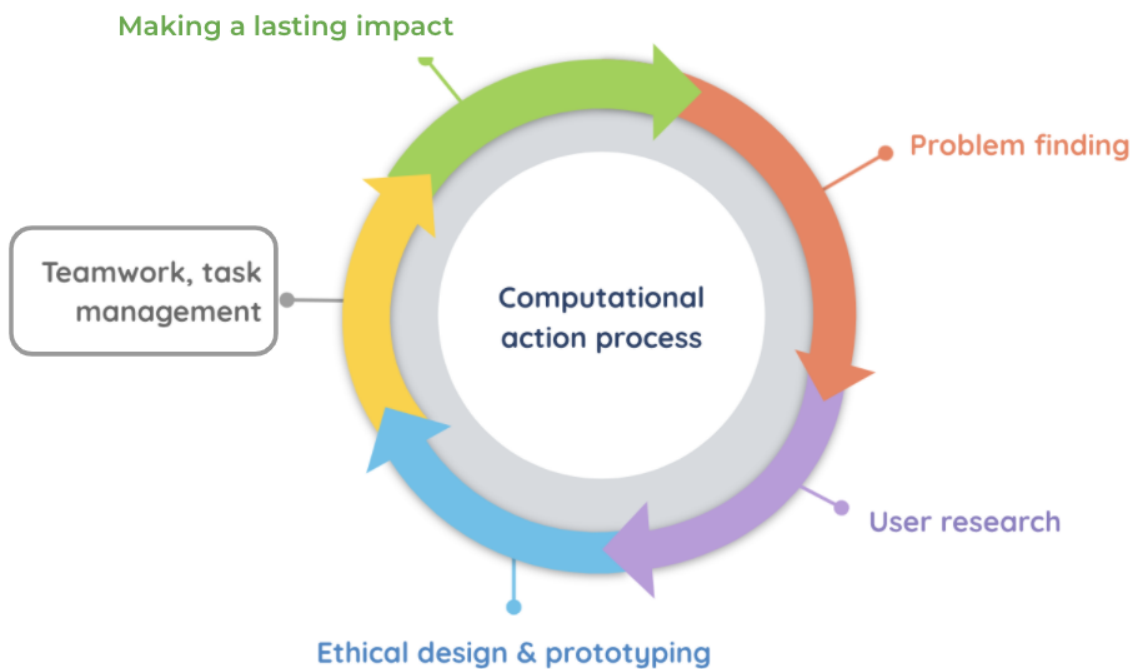 Making a lasting impact
Problem finding
Teamwork, task
management
Computational
action process
User research
Ethical design & prototyping